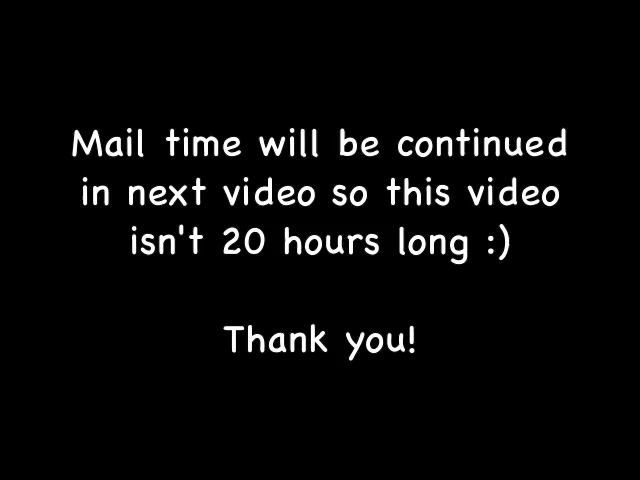 Mail time will be continued
in next video so this video
isn't 20 hours long :)
Thank you!